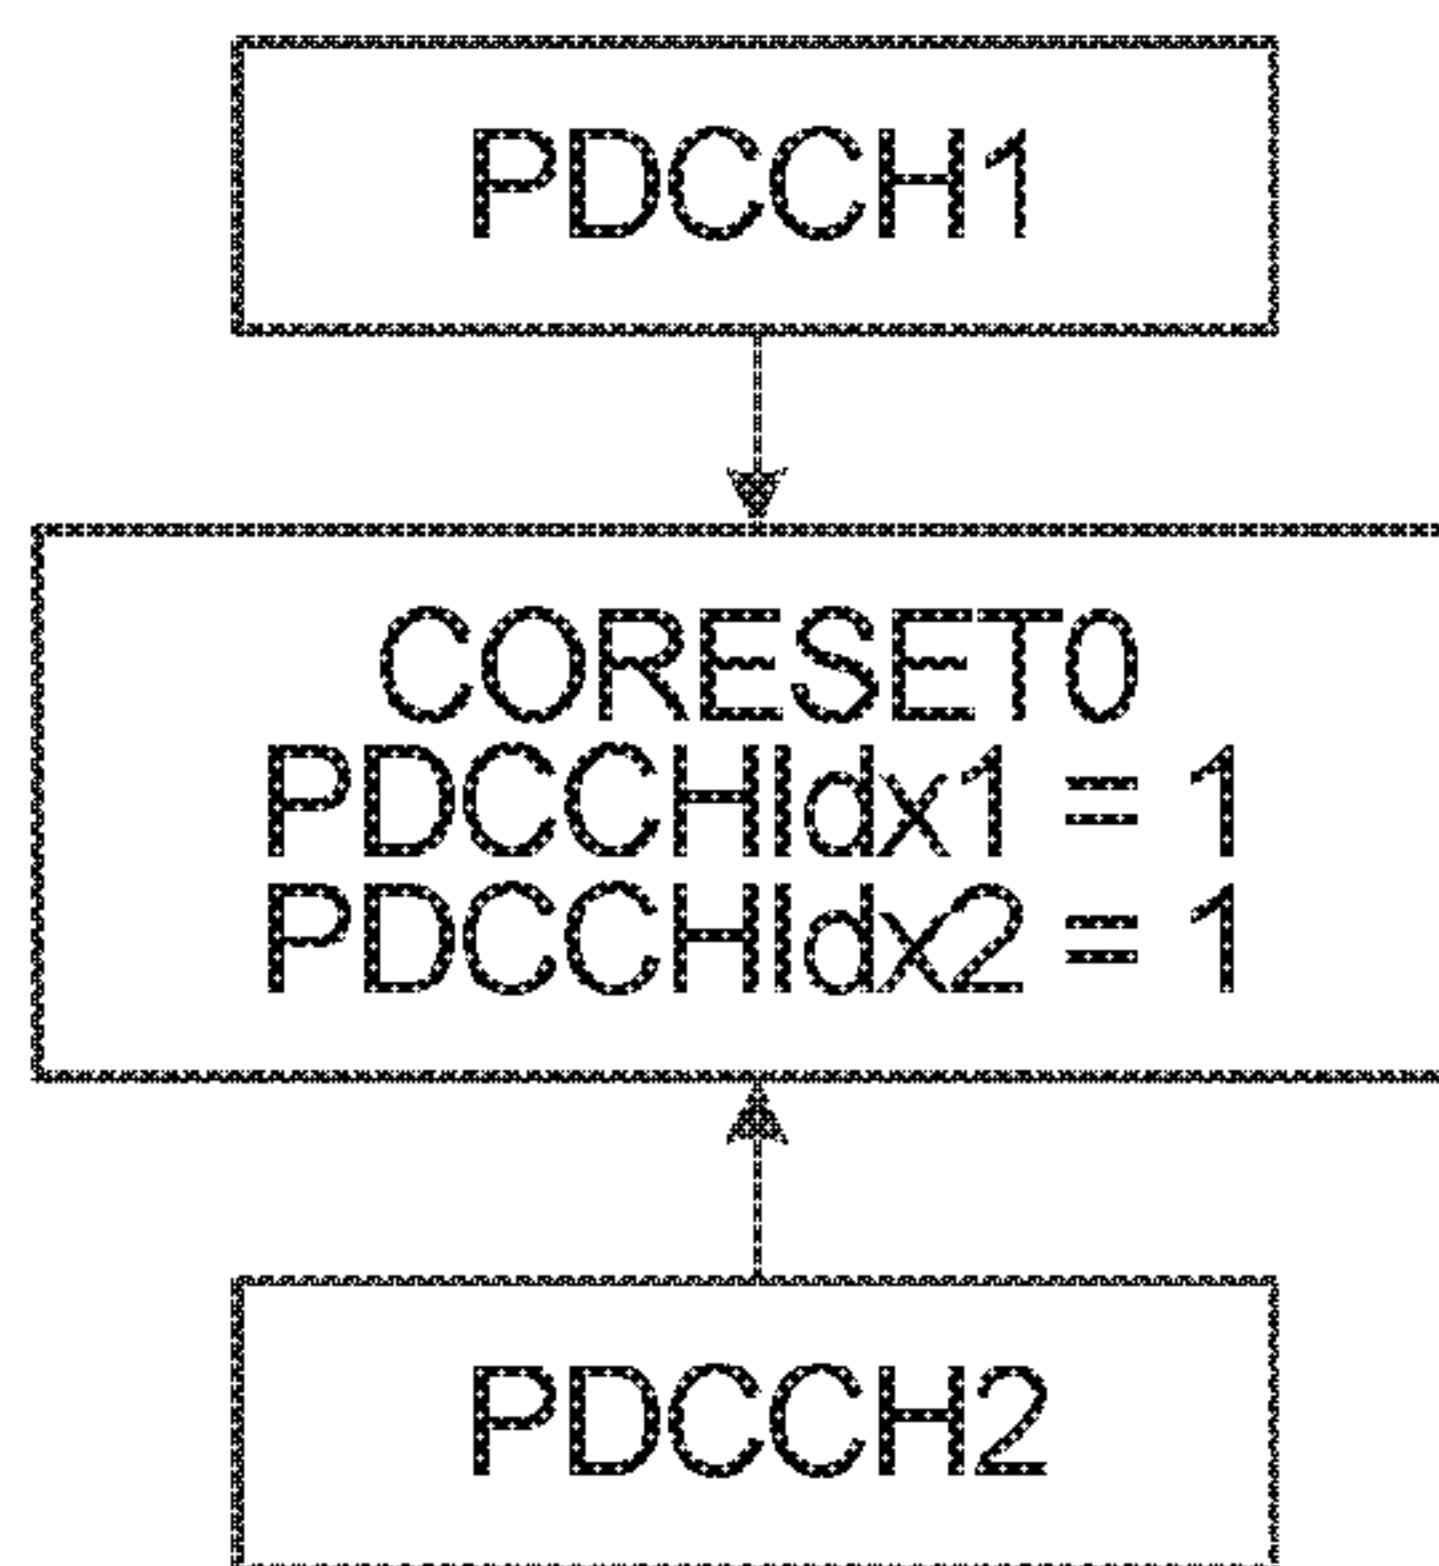 PDCCH1
CORESET0
PDCCHIdx1 = 1
PDCCHIdx2 = 1
PDCCH2